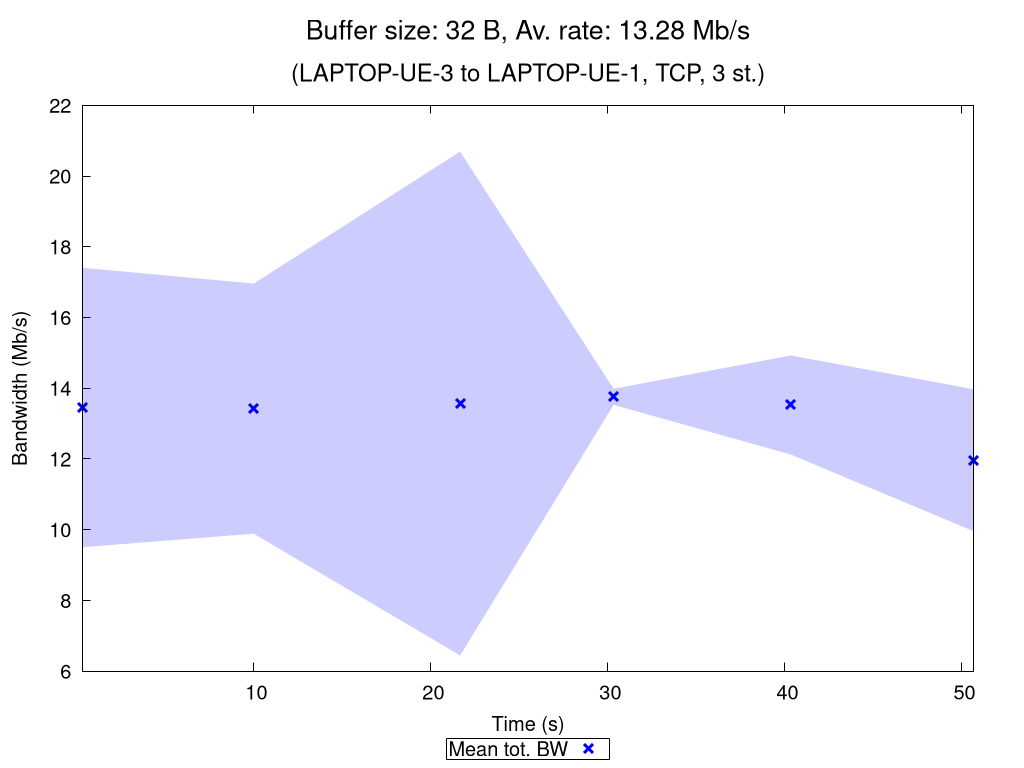 Buffer size: 32 B, Av. rate: 13.28 Mb/s
(LAPTOP-UE-3 to LAPTOP-UE-1, TCP, 3 st.)
22
20
18
16
14
12
10
8
6
Bandwidth (Mb/s)
10 20 30 40 50
Time (s)
Mean tot. BW